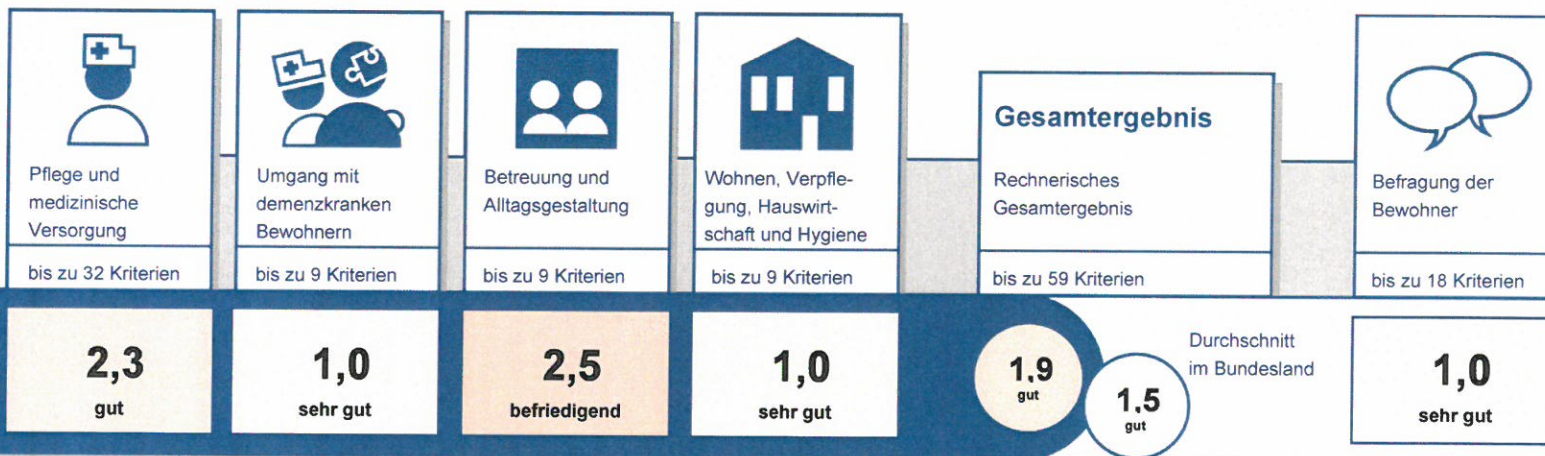 Pflege und
medizinische
Versorgung
bis zu 32 Kriterien
2,3
gut
Umgang mit
demenzkranken
Bewohnern
bis zu 9 Kriterien
1,0
sehr gut
Betreuung und
Alltagsgestaltung
bis zu 9 Kriterien
2,5
befriedigend
Wohnen, Verpfle-
gung, Hauswirt-
schaft und Hygiene
bis zu 9 Kriterien
1,0
sehr gut
Gesamtergebnis
Rechnerisches
Gesamtergebnis
bis zu 59 Kriterien
1,9
gut
Durchschnitt
im Bundesland
1,5
gut
Befragung der
Bewohner
bis zu 18 Kriterien
1,0
sehr gut